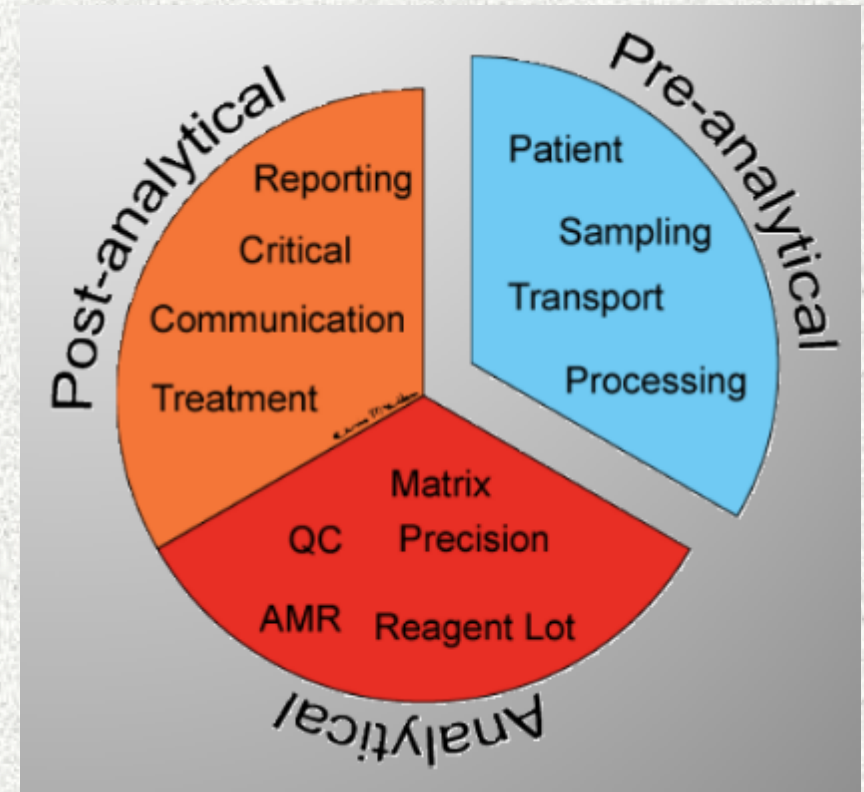 Pre-analytical
Patient
Sampling
Transport
Processing
Analytical
Matrix
QC Precision
AMR Reagent Lot
Post-analytical
Reporting
Critical
Communication
Treatment